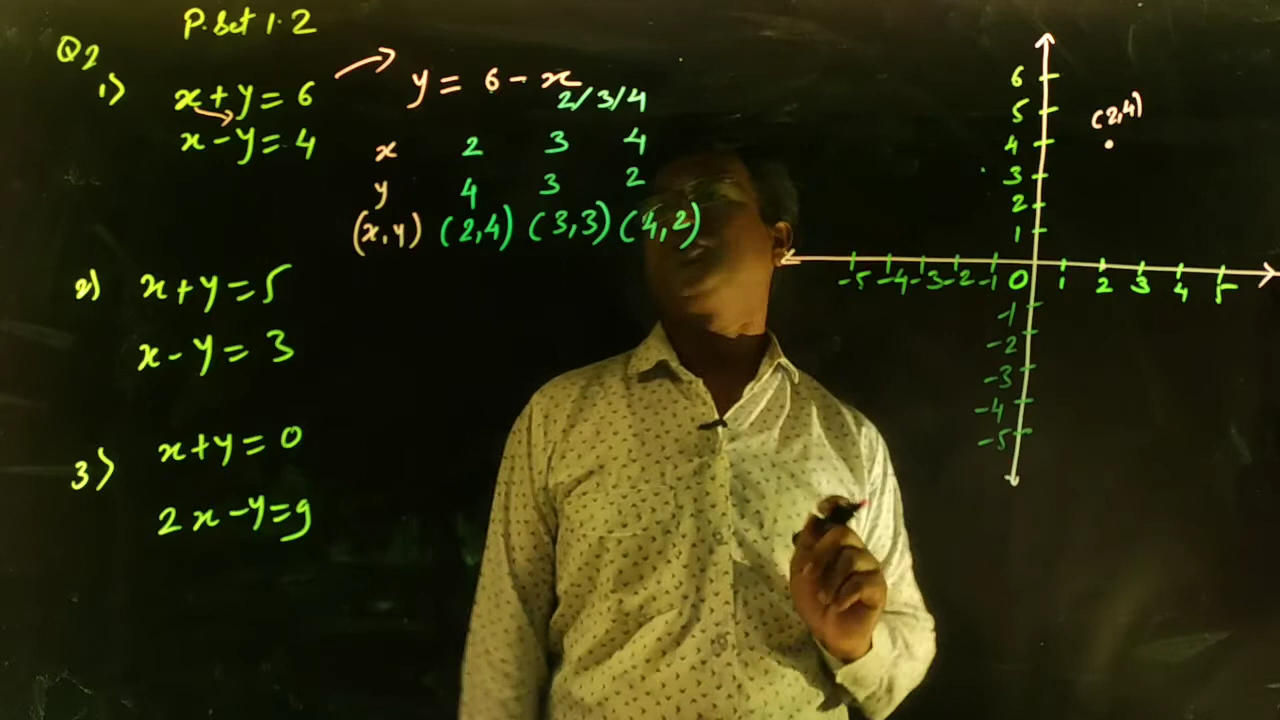 P. Set 1.2
Q2
1) x+y=6
x-y=4
y = 6-x
2/3/4
x 2 3 4
y 4 3 2
(x,y) (2,4) (3,3) (4,2)
2) x+y=5
x-y=3
3) x+y=0
2x-y=9
6
5
(2,4)
4
3
2
1
-5 -4 -3 -2 -1 0 1 2 3 4 5
-1
-2
-3
-4
-5